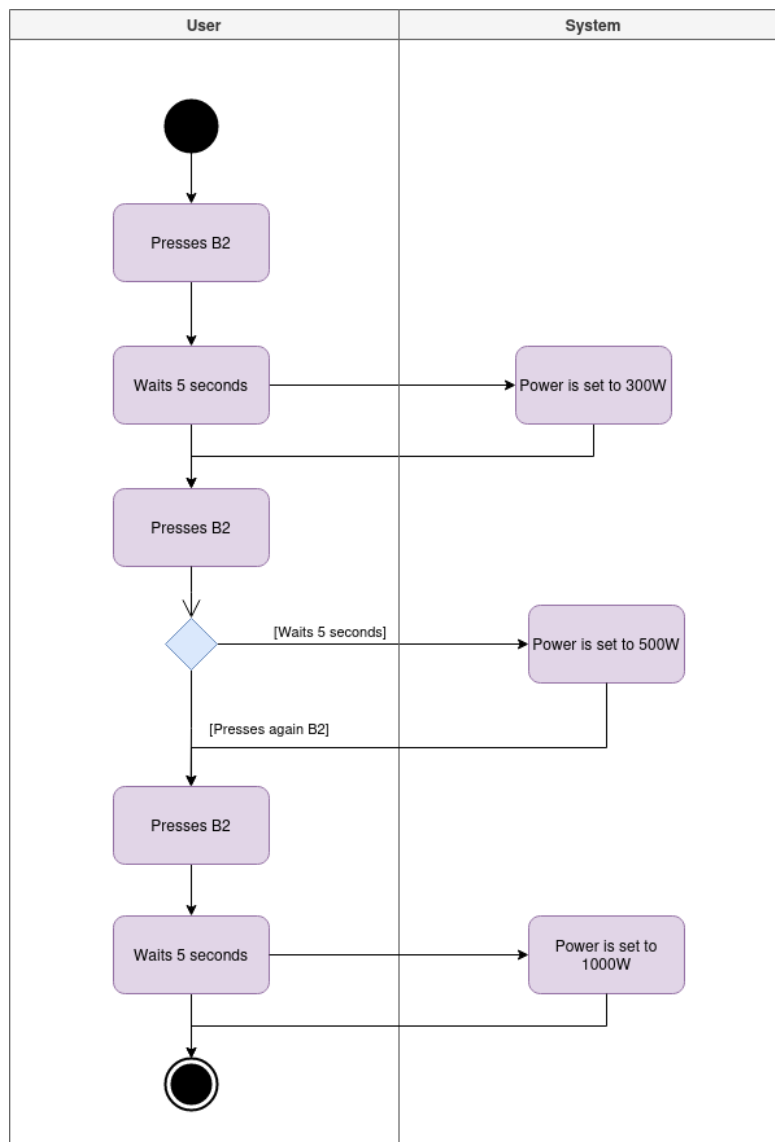 User
System
Presses B2
Waits 5 seconds
Power is set to 300W
Presses B2
[Waits 5 seconds]
Power is set to 500W
[Presses again B2]
Presses B2
Waits 5 seconds
Power is set to
1000W